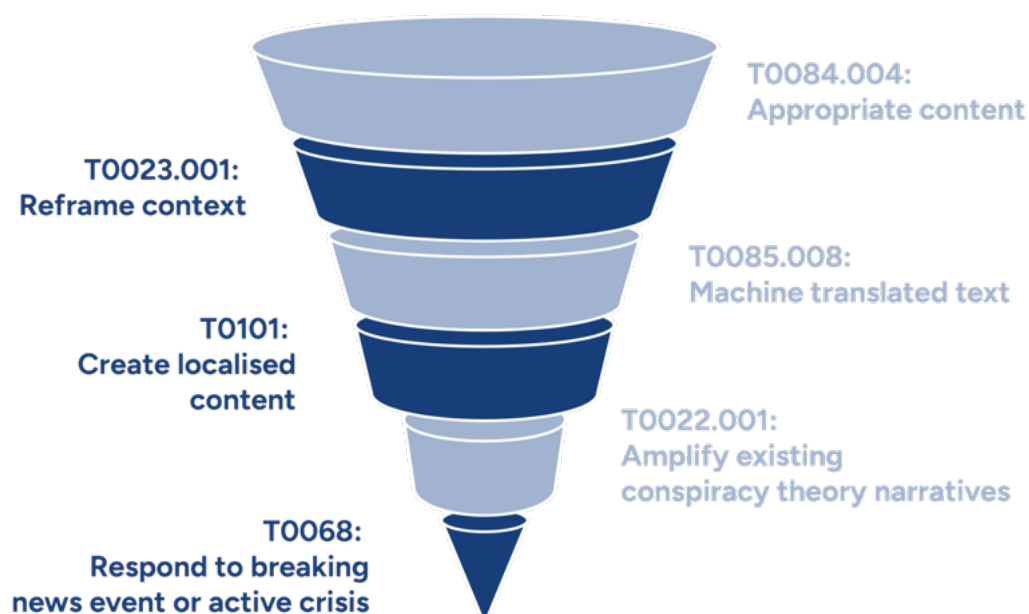 T0084.004:
Appropriate content
T0023.001:
Reframe context
T0085.008:
Machine translated text
T0101:
Create localised
content
T0022.001:
Amplify existing
conspiracy theory narratives
T0068:
Respond to breaking
news event or active crisis